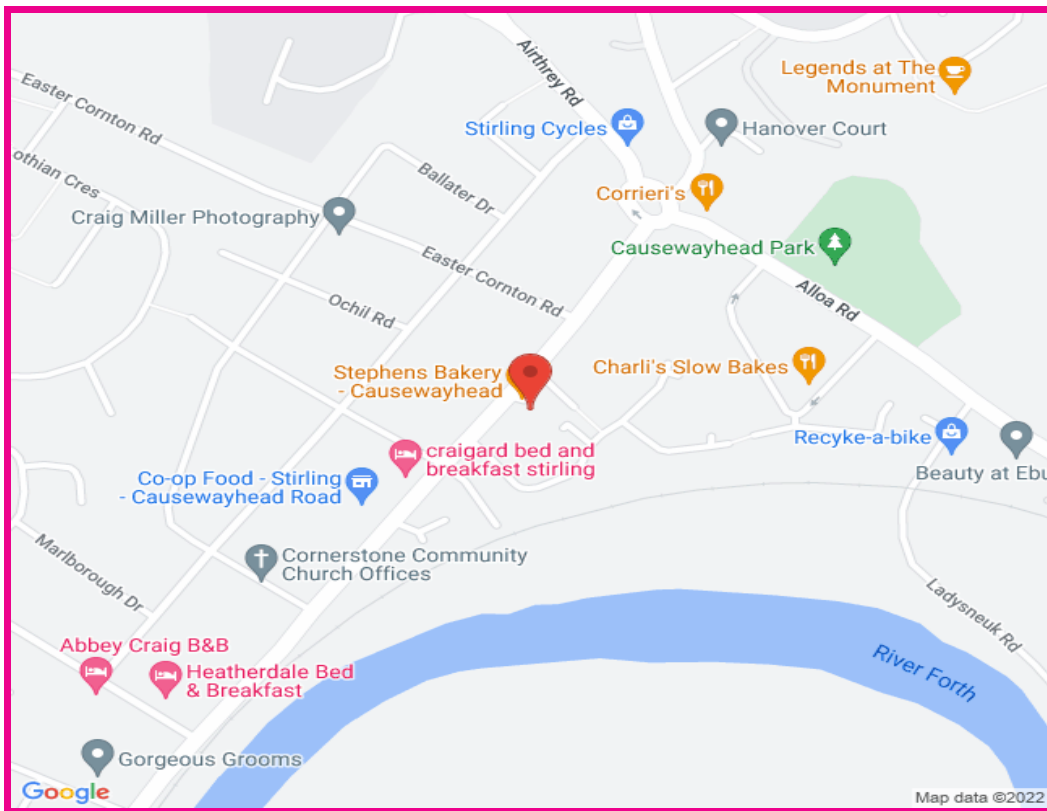 Airthrey Rd
Legends at The
Monument
Easter Cornton Rd
Stirling Cycles
Hanover Court
othian Cres
Ballater Dr
Corrieri's
Craig Miller Photography
Causewayhead Park
Easter Cornton Rd
Alloa Rd
Ochil Rd
Stephens Bakery
- Causewayhead
Charli's Slow Bakes
craigard bed and
breakfast stirling
Recyke-a-bike
Co-op Food - Stirling
- Causewayhead Road
Beauty at Ebu
Marlborough Dr
Cornerstone Community
Church Offices
Ladysneuk Rd
Abbey Craig B&B
Heatherdale Bed
& Breakfast
River Forth
Gorgeous Grooms
Google
Map data ©2022